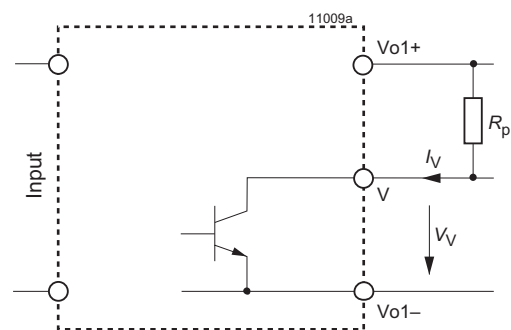 11009a
Vo1+
Rp
IV
V
Input
VV
Vo1–